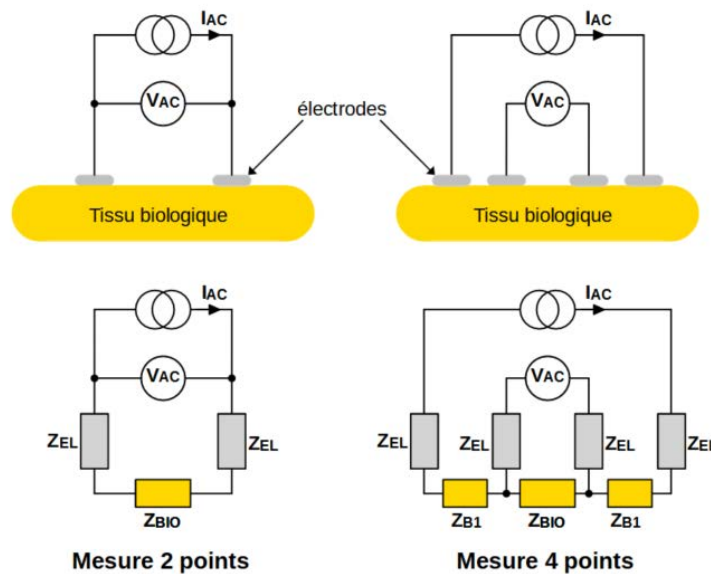 IAC
IAC
VAC
VAC
électrodes
Tissu biologique
Tissu biologique
IAC
IAC
VAC
VAC
ZEL
ZEL
ZEL
ZEL
ZEL
ZEL
ZBIO
ZB1
ZBIO
ZB1
Mesure 2 points
Mesure 4 points